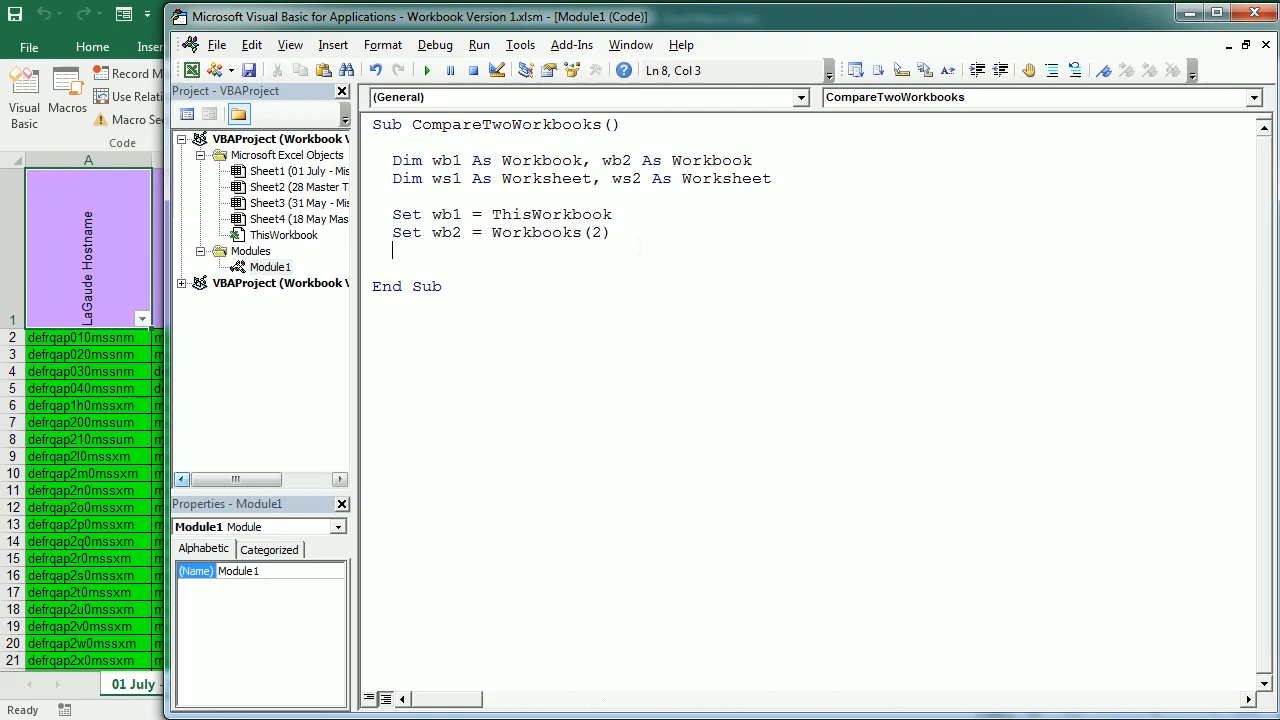 Microsoft Visual Basic for Applications - Workbook Version 1.xlsm - [Module1 (Code)]
File Home Inser
File Edit View Insert Format Debug Run Tools Add-Ins Window Help
Ln 8, Col 3
Visual Basic
Macros
Record M
Use Relati
Macro Sec
Code
Project - VBAProject
VBAProject (Workbook V
Microsoft Excel Objects
Sheet1 (01 July - Mis
Sheet2 (28 Master T
Sheet3 (31 May - Mis
Sheet4 (18 May Mas
ThisWorkbook
Modules
Module1
VBAProject (Workbook V
(General)
CompareTwoWorkbooks
Sub CompareTwoWorkbooks()
Dim wb1 As Workbook, wb2 As Workbook
Dim ws1 As Worksheet, ws2 As Worksheet
Set wb1 = ThisWorkbook
Set wb2 = Workbooks(2)
End Sub
Properties - Module1
Module1 Module
Alphabetic Categorized
(Name) Module1
A
1 LaGaude Hostname
2 defrqap010mssnm m
3 defrqap020mssnm m
4 defrqap030mssnm d
5 defrqap040mssnm d
6 defrqap1h0mssxm m
7 defrqap200mssum m
8 defrqap210mssum m
9 defrqap2l0mssxm m
10 defrqap2m0mssxm m
11 defrqap2n0mssxm m
12 defrqap2o0mssxm m
13 defrqap2p0mssxm m
14 defrqap2q0mssxm m
15 defrqap2r0mssxm m
16 defrqap2s0mssxm m
17 defrqap2t0mssxm m
18 defrqap2u0mssxm m
19 defrqap2v0mssxm m
20 defrqap2w0mssxm m
21 defrqap2x0mssxm m
01 July -
Ready